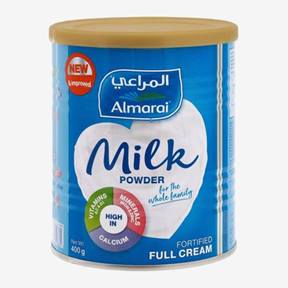 NEW
& improved
المراعي
Almarai
Milk
POWDER
for the
whole family
VITAMINS
MINERALS
HIGH
IN
CALCIUM
400 g
FORTIFIED
FULL CREAM